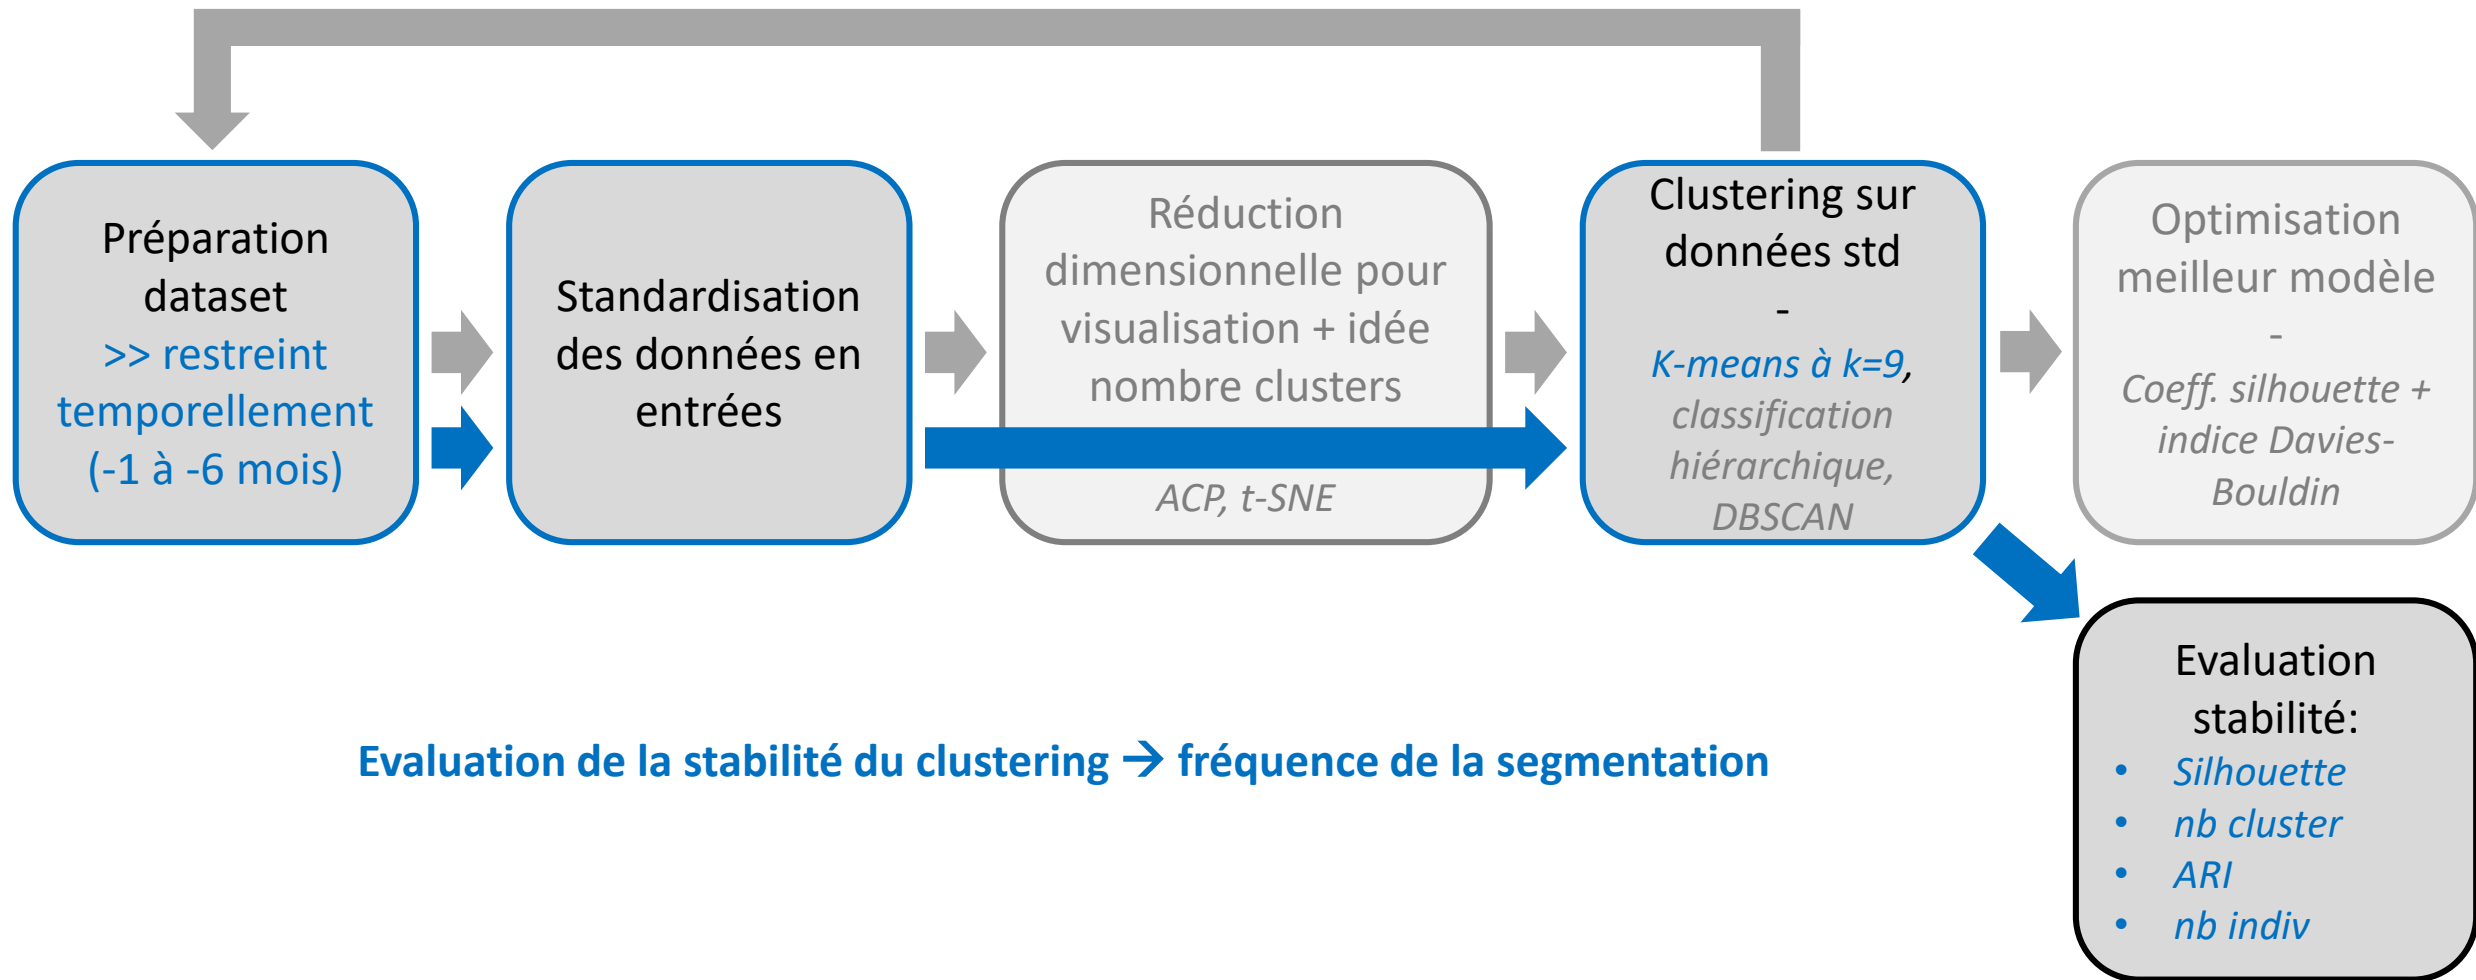 Préparation
dataset
>> restreint
temporellement
(-1 à -6 mois)
Standardisation
des données en
entrées
Réduction
dimensionnelle pour
visualisation + idée
nombre clusters
ACP, t-SNE
Clustering sur
données std
-
K-means à k=9,
classification
hiérarchique,
DBSCAN
Optimisation
meilleur modèle
-
Coeff. silhouette +
indice Davies-
Bouldin
Evaluation
stabilité:
• Silhouette
• nb cluster
• ARI
• nb indiv
Evaluation de la stabilité du clustering → fréquence de la segmentation